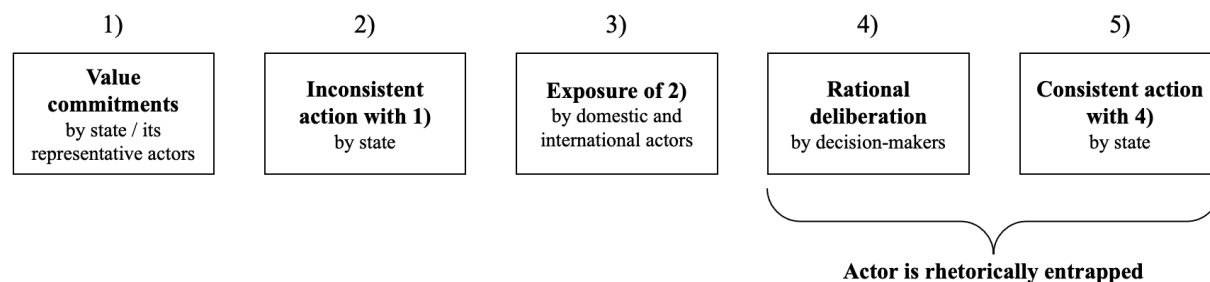 1)
Value
commitments
by state / its
representative actors
2)
Inconsistent
action with 1)
by state
3)
Exposure of 2)
by domestic and
international actors
4)
Rational
deliberation
by decision-makers
5)
Consistent action
with 4)
by state
Actor is rhetorically entrapped